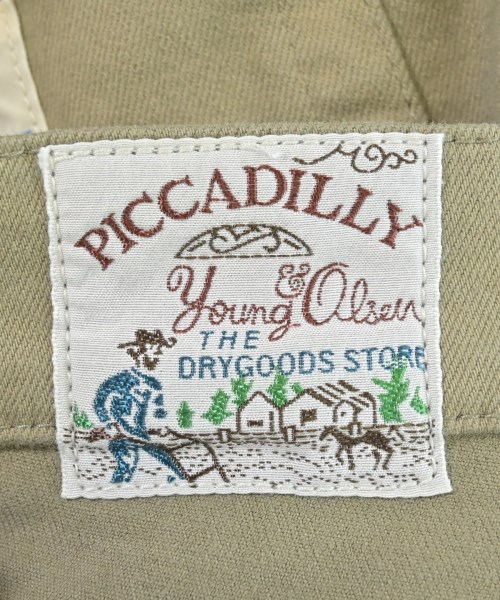 PICCADILLY
&
Young Olsen
THE
DRYGOODS STORE